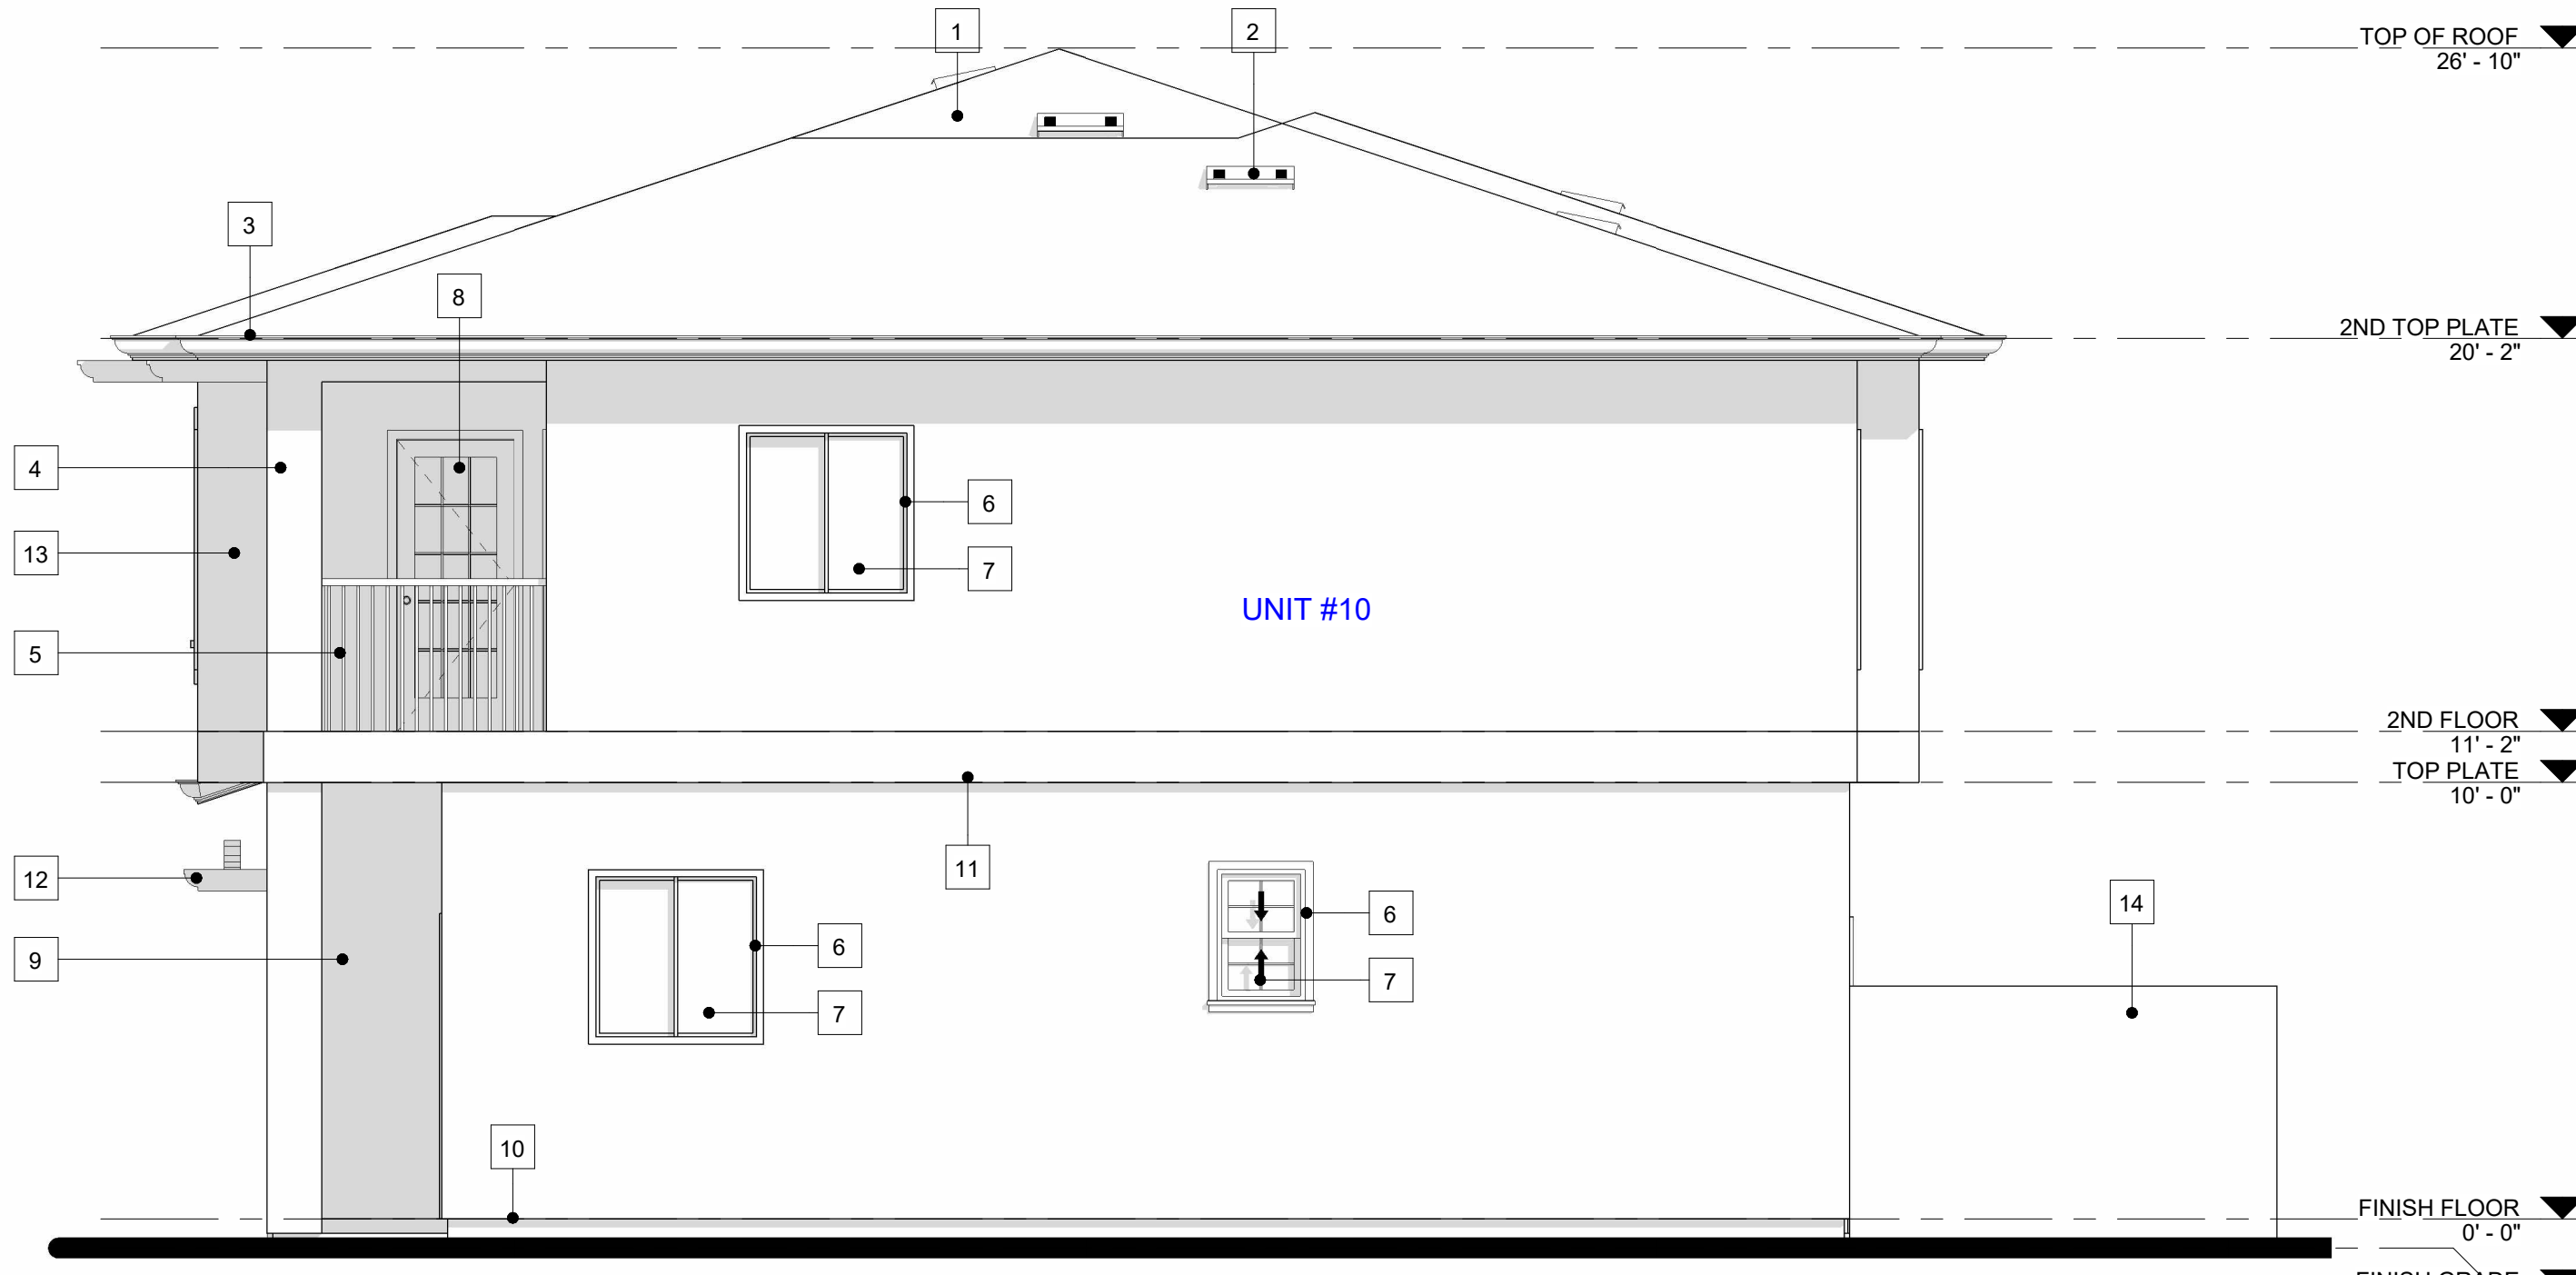 1
2
TOP OF ROOF
26' - 10"
3
8
2ND TOP PLATE
20' - 2"
4
6
13
7
UNIT #10
5
2ND FLOOR
11' - 2"
TOP PLATE
10' - 0"
11
12
6
14
6
9
7
7
10
FINISH FLOOR
0' - 0"
FINISH GRADE